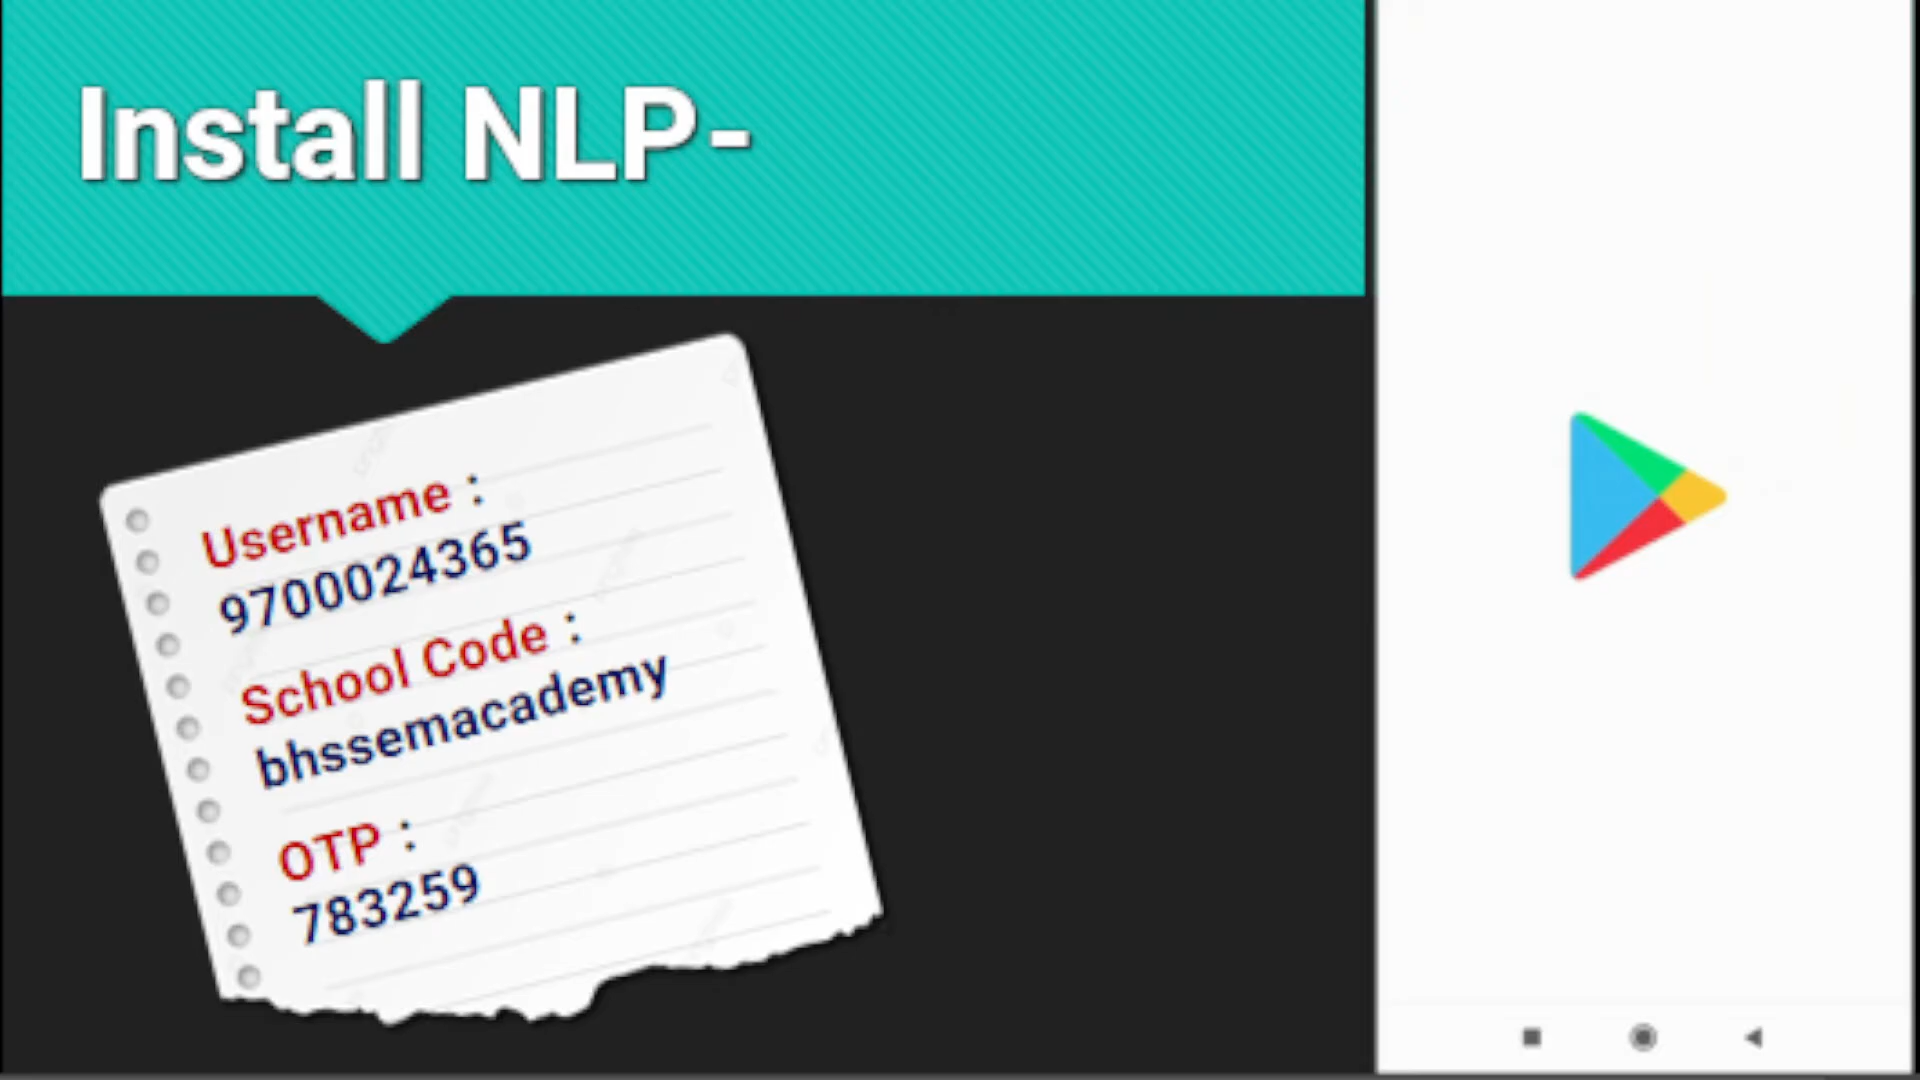 Install NLP-
Username :
9700024365
School Code :
bhssemacademy
OTP :
783259